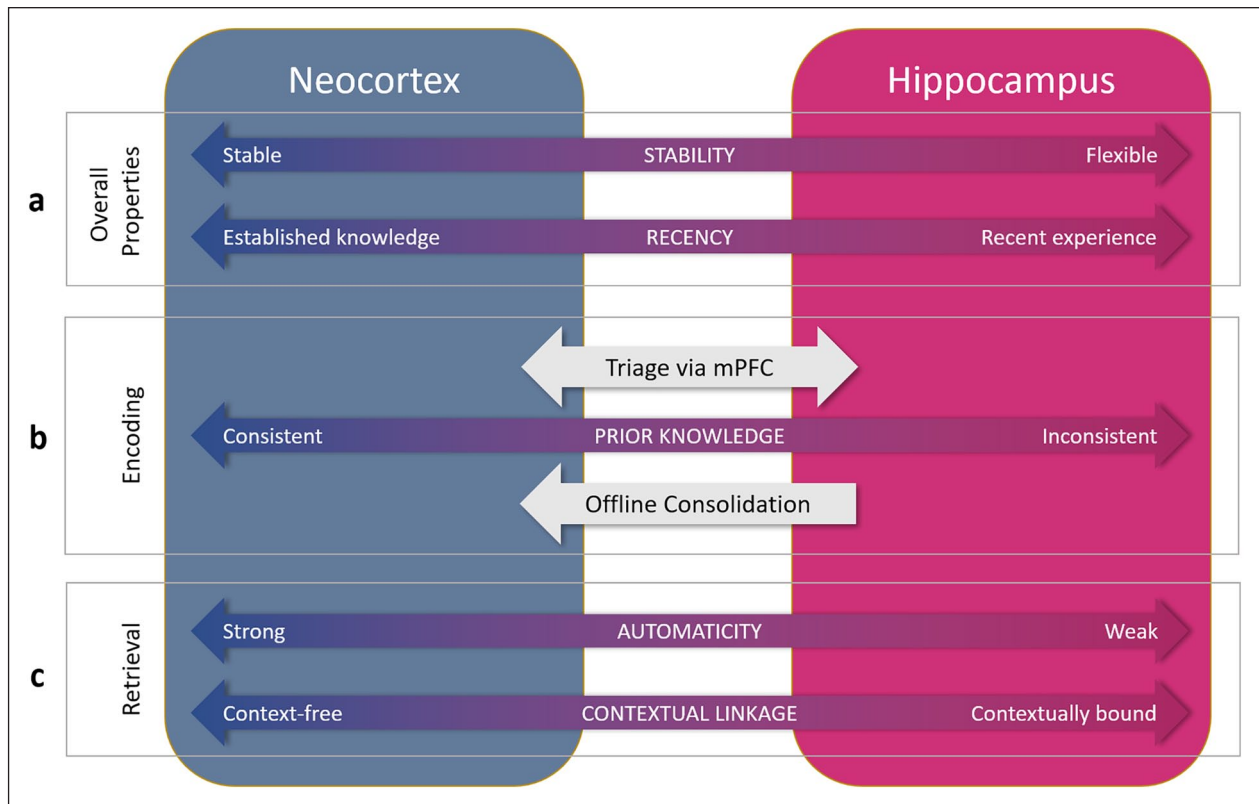 Neocortex
Hippocampus
a
Overall
Properties
Stable
STABILITY
Flexible
Established knowledge
RECENCY
Recent experience
b
Encoding
Triage via mPFC
Consistent
PRIOR KNOWLEDGE
Inconsistent
Offline Consolidation
c
Retrieval
Strong
AUTOMATICITY
Weak
Context-free
CONTEXTUAL LINKAGE
Contextually bound